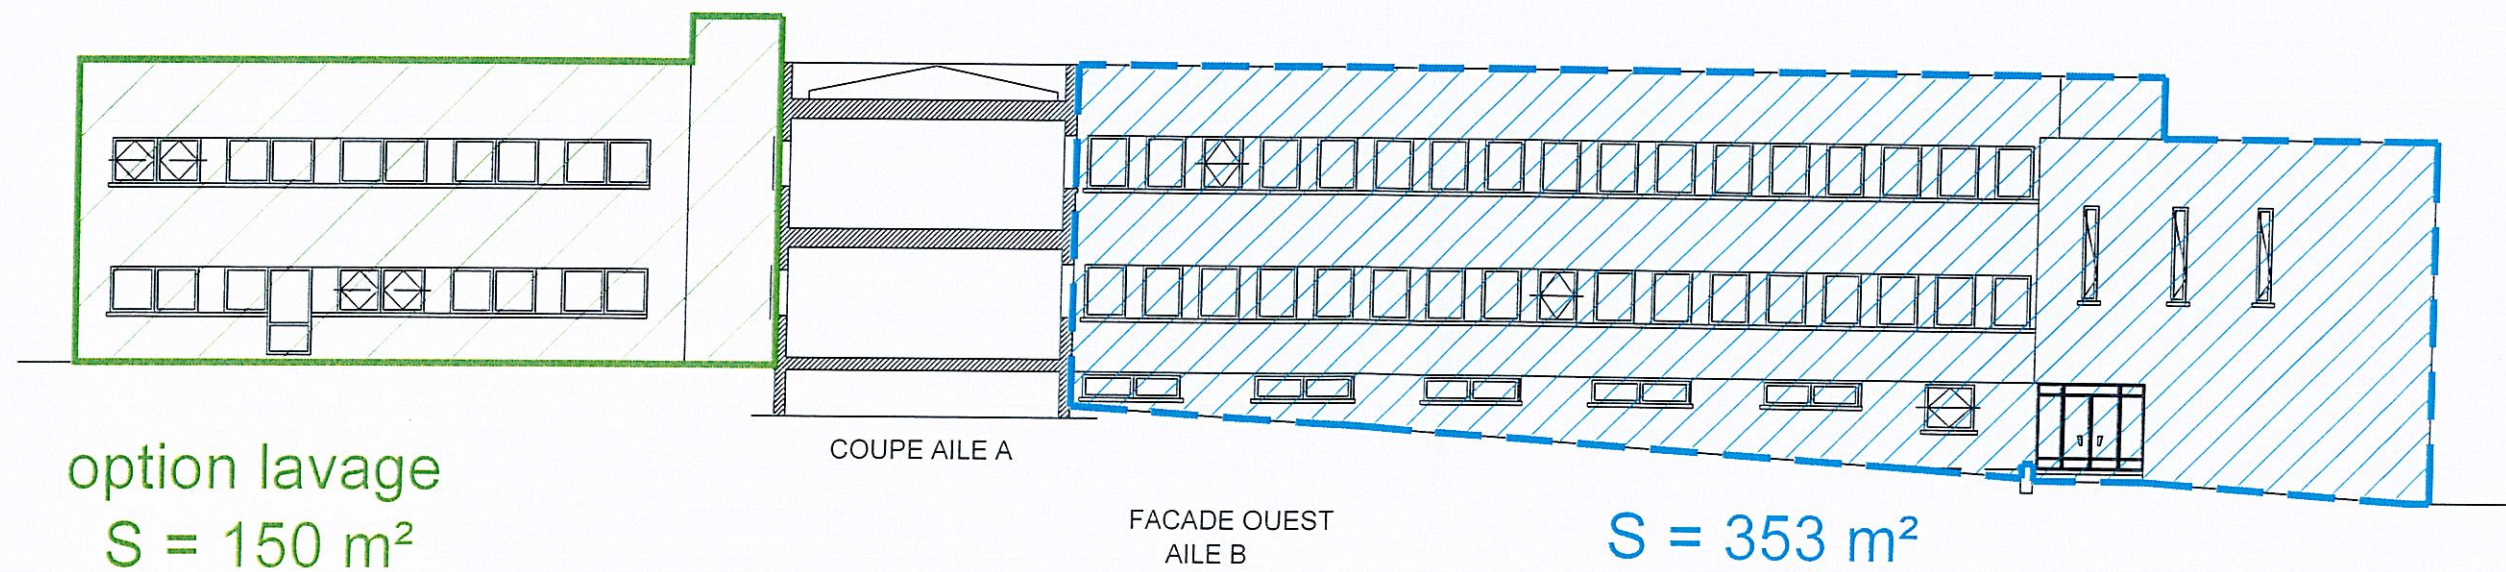 option lavage
S = 150 m²
COUPE AILE A
FACADE OUEST
AILE B
S = 353 m²